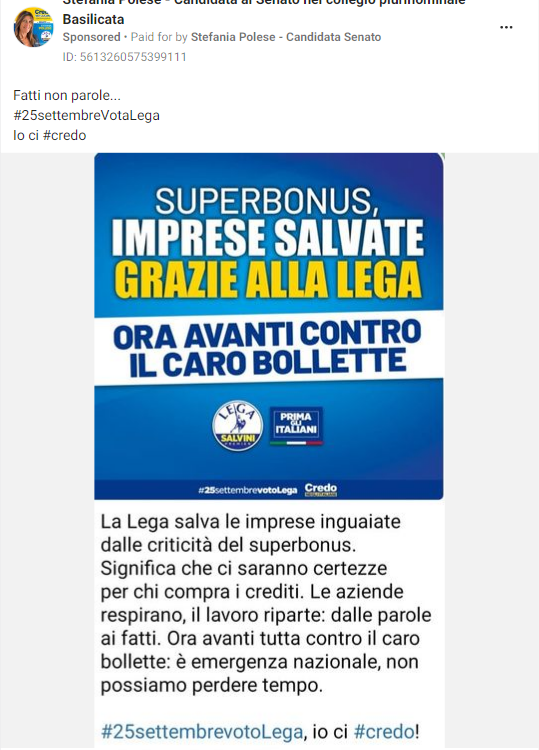 Stefania Polese - Candidata al Senato nel collegio plurinominale
Basilicata
Sponsored • Paid for by Stefania Polese - Candidata Senato
ID: 5613260575399111
Fatti non parole...
#25settembreVotaLega
Io ci #credo
SUPERBONUS,
IMPRESE SALVATE
GRAZIE ALLA LEGA
ORA AVANTI CONTRO
IL CARO BOLLETTE
LEGA
SALVINI
PREMIER
PRIMA
GLI
ITALIANI
#25settembrevotoLega Credo
La Lega salva le imprese inguaiate
dalle criticità del superbonus.
Significa che ci saranno certezze
per chi compra i crediti. Le aziende
respirano, il lavoro riparte: dalle parole
ai fatti. Ora avanti tutta contro il caro
bollette: è emergenza nazionale, non
possiamo perdere tempo.
#25settembrevotoLega, io ci #credo!